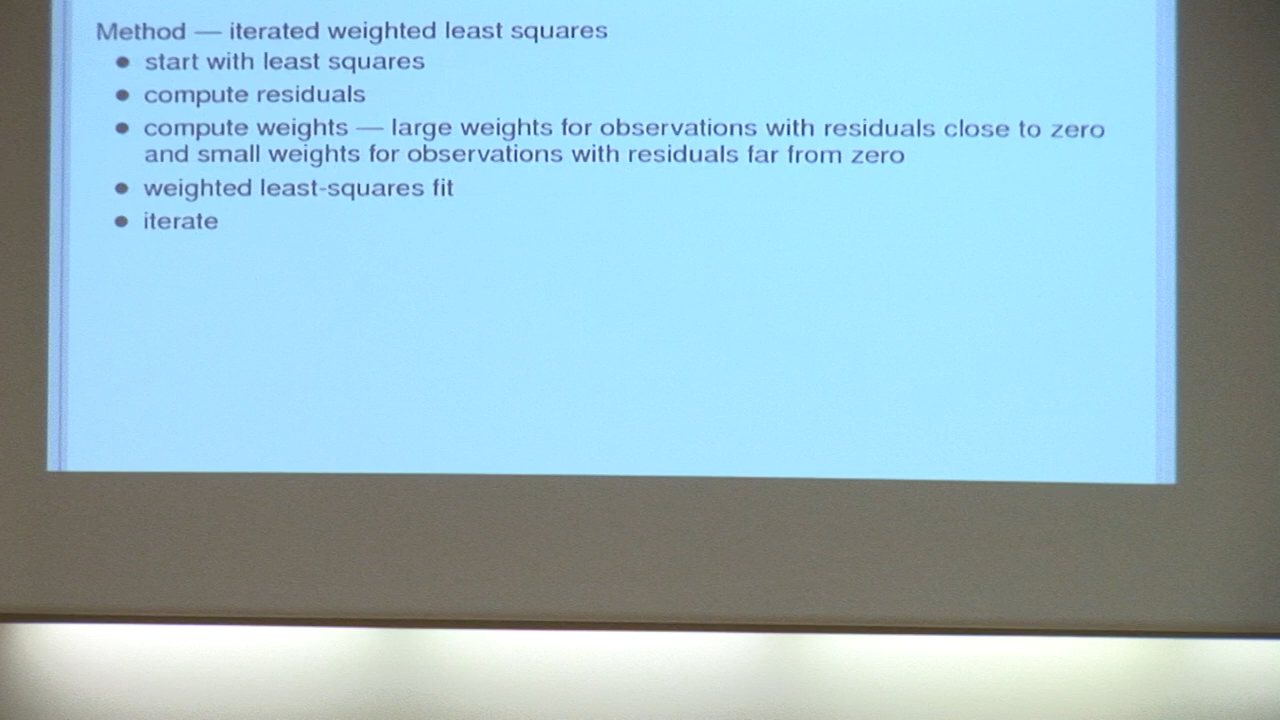 Method — iterated weighted least squares
● start with least squares
● compute residuals
● compute weights — large weights for observations with residuals close to zero
and small weights for observations with residuals far from zero
● weighted least-squares fit
● iterate